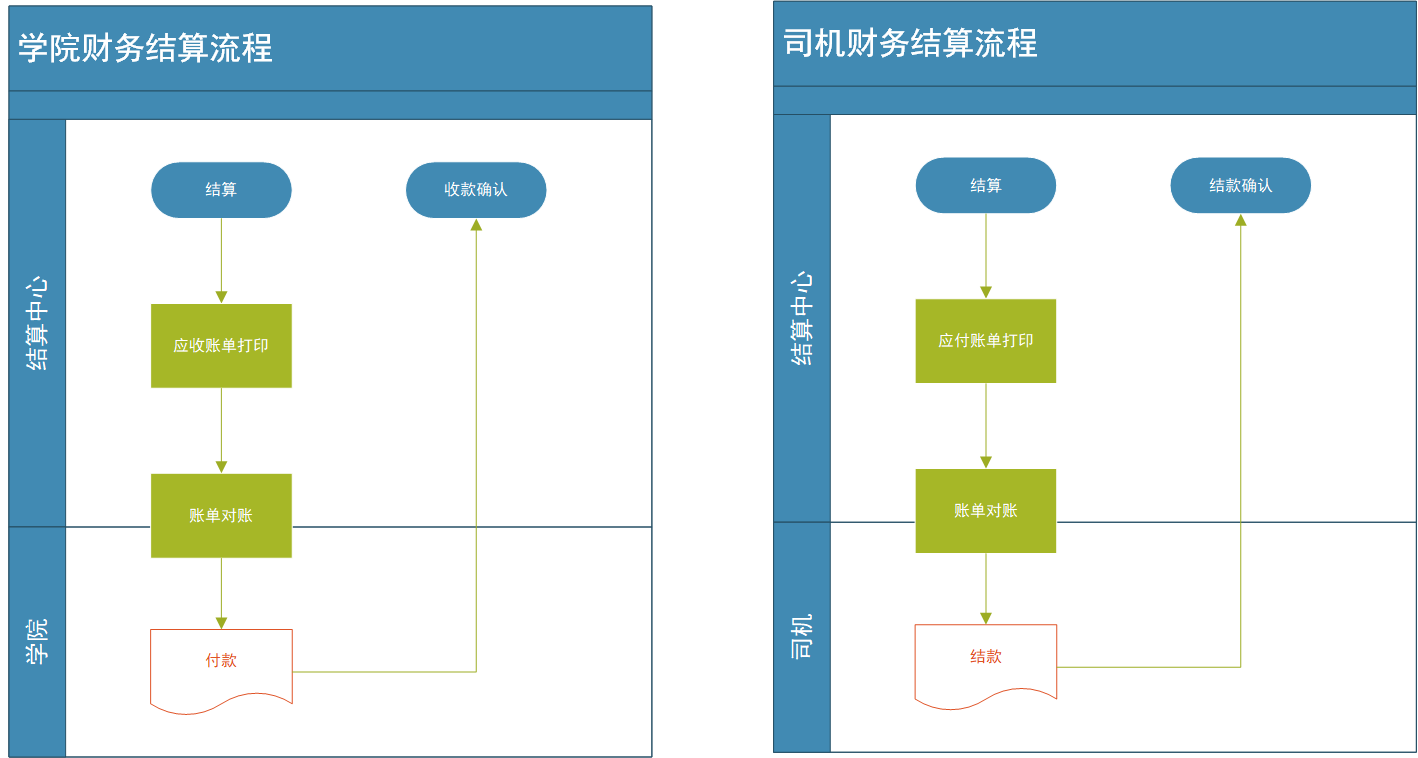 学院财务结算流程
结算中心
结算
收款确认
应收账单打印
账单对账
学院
付款
司机财务结算流程
结算中心
结算
结款确认
应付账单打印
账单对账
司机
结款